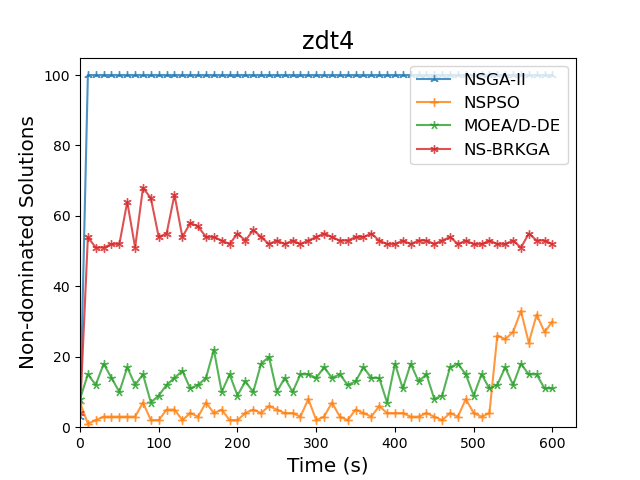 zdt4
Non-dominated Solutions
100
80
60
40
20
0
NSGA-II
NSPSO
MOEA/D-DE
NS-BRKGA
0 100 200 300 400 500 600
Time (s)